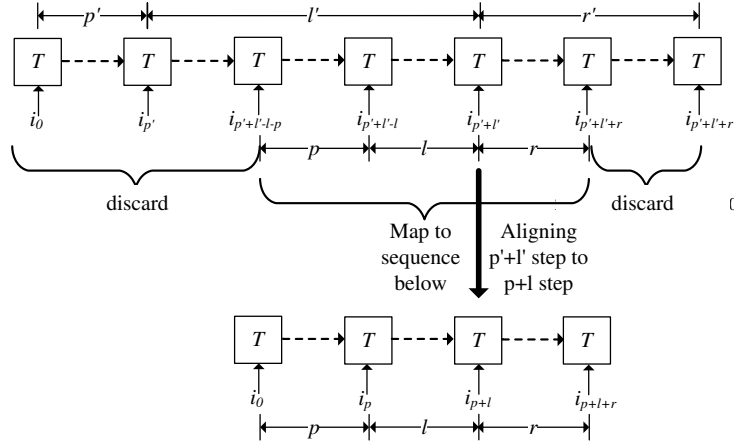 p' l' r'
T T T T T T T
i0 ip' ip'+l'-l-p ip'+l'-l ip'+l' ip'+l'+r ip'+l'+r'
p l r
discard
discard
Map to
sequence
below
Aligning
p'+l' step to
p+l step
T T T T
i0 ip ip+l ip+l+r
p l r